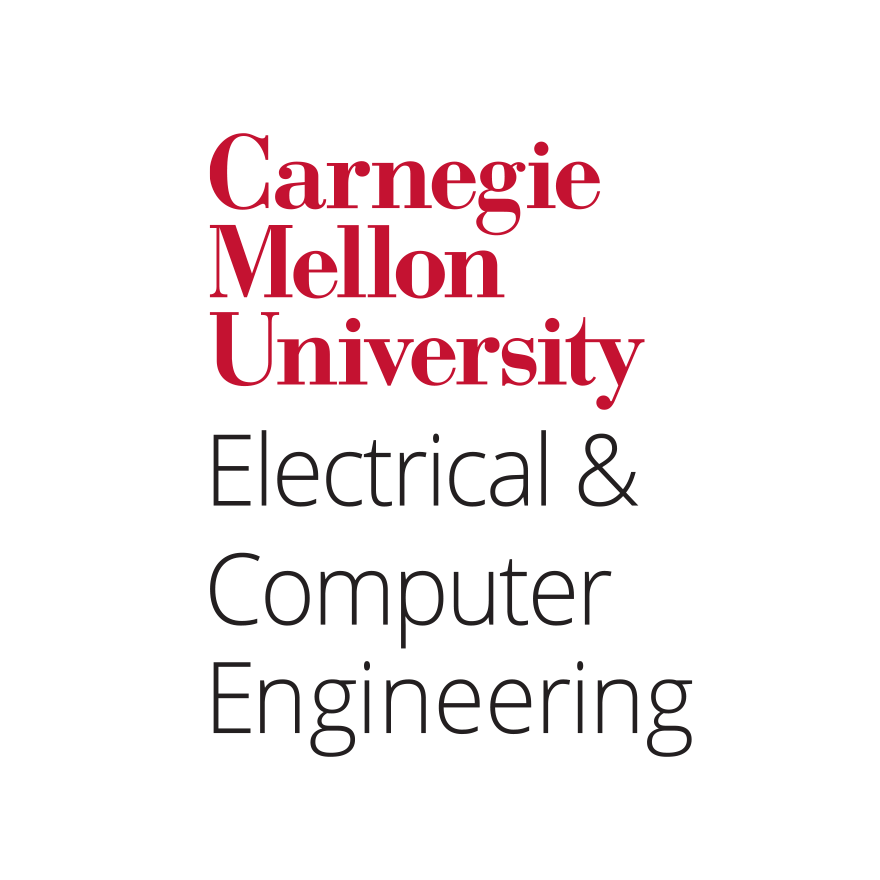 Carnegie
Mellon
University
Electrical &
Computer
Engineering